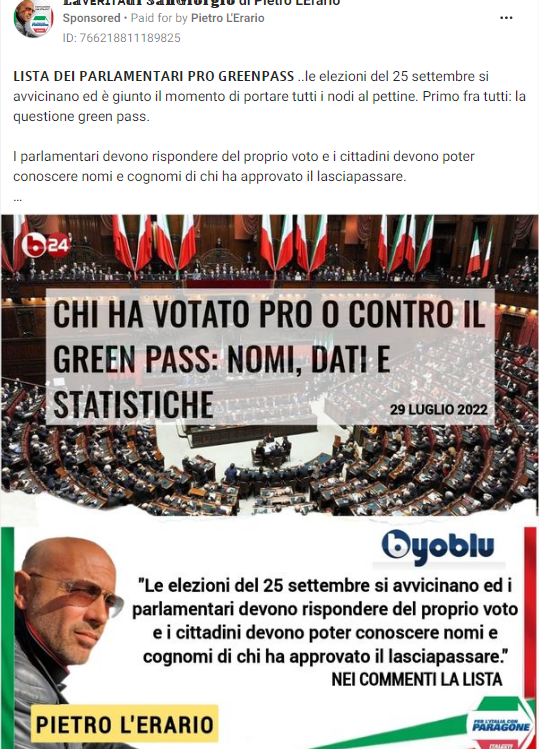 LaVERITAdi SanGiorgio di Pietro L'Erario
Sponsored · Paid for by Pietro L'Erario
ID: 766218811189825
LISTA DEI PARLAMENTARI PRO GREENPASS ..le elezioni del 25 settembre si
avvicinano ed è giunto il momento di portare tutti i nodi al pettine. Primo fra tutti: la
questione green pass.
I parlamentari devono rispondere del proprio voto e i cittadini devono poter
conoscere nomi e cognomi di chi ha approvato il lasciapassare.
...
b24
CHI HA VOTATO PRO O CONTRO IL
GREEN PASS: NOMI, DATI E
STATISTICHE
29 LUGLIO 2022
byoblu
"Le elezioni del 25 settembre si avvicinano ed i
parlamentari devono rispondere del proprio voto
e i cittadini devono poter conoscere nomi e
cognomi di chi ha approvato il lasciapassare."
NEI COMMENTI LA LISTA
PIETRO L'ERARIO
PER L'ITALIA CON
PARAGONE
ITALEXIT